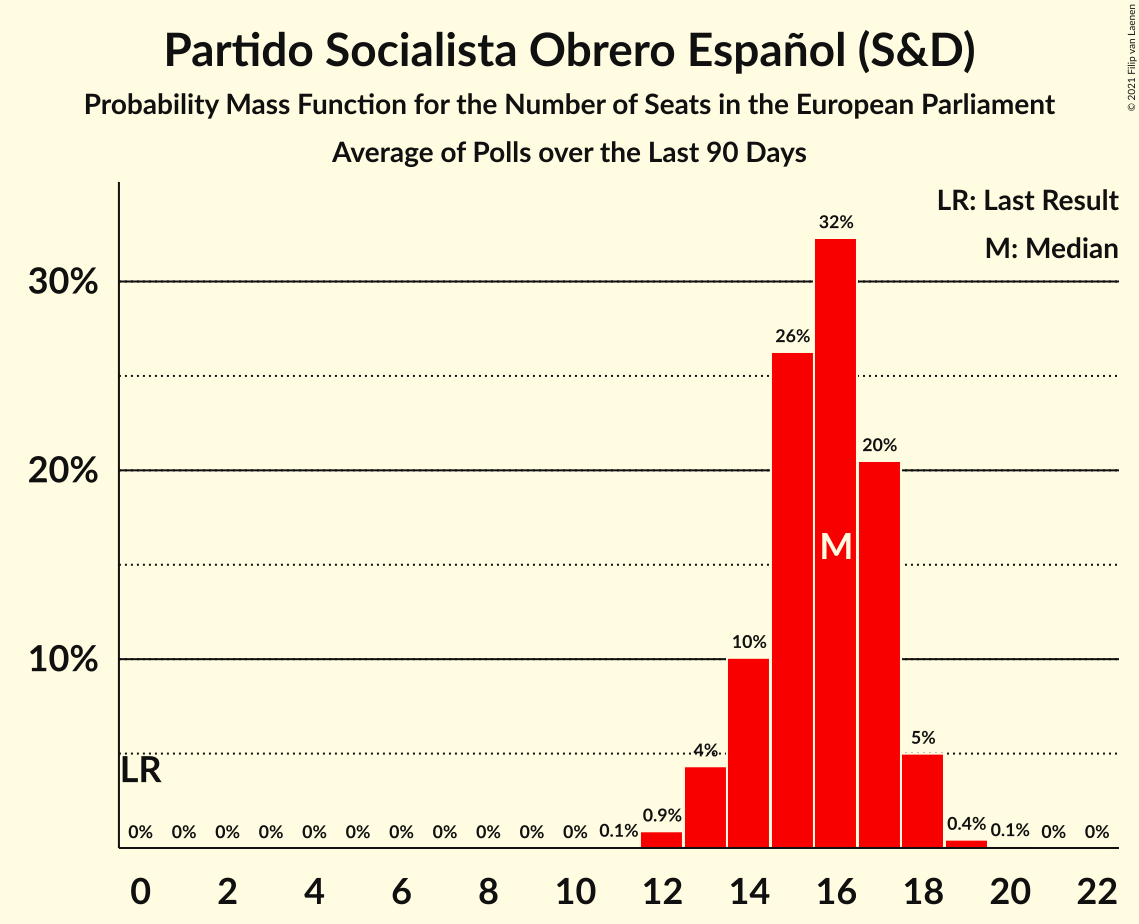 Partido Socialista Obrero Español (S&D)
Probability Mass Function for the Number of Seats in the European Parliament
Average of Polls over the Last 90 Days
© 2021 Filip van Laenen
LR: Last Result
M: Median
32%
30%
26%
20%
20%
M
10%
10%
4%
5%
LR
0% 0% 0% 0% 0% 0% 0% 0% 0% 0% 0% 0.1% 0.9% 0.4% 0.1% 0% 0%
0 2 4 6 8 10 12 14 16 18 20 22